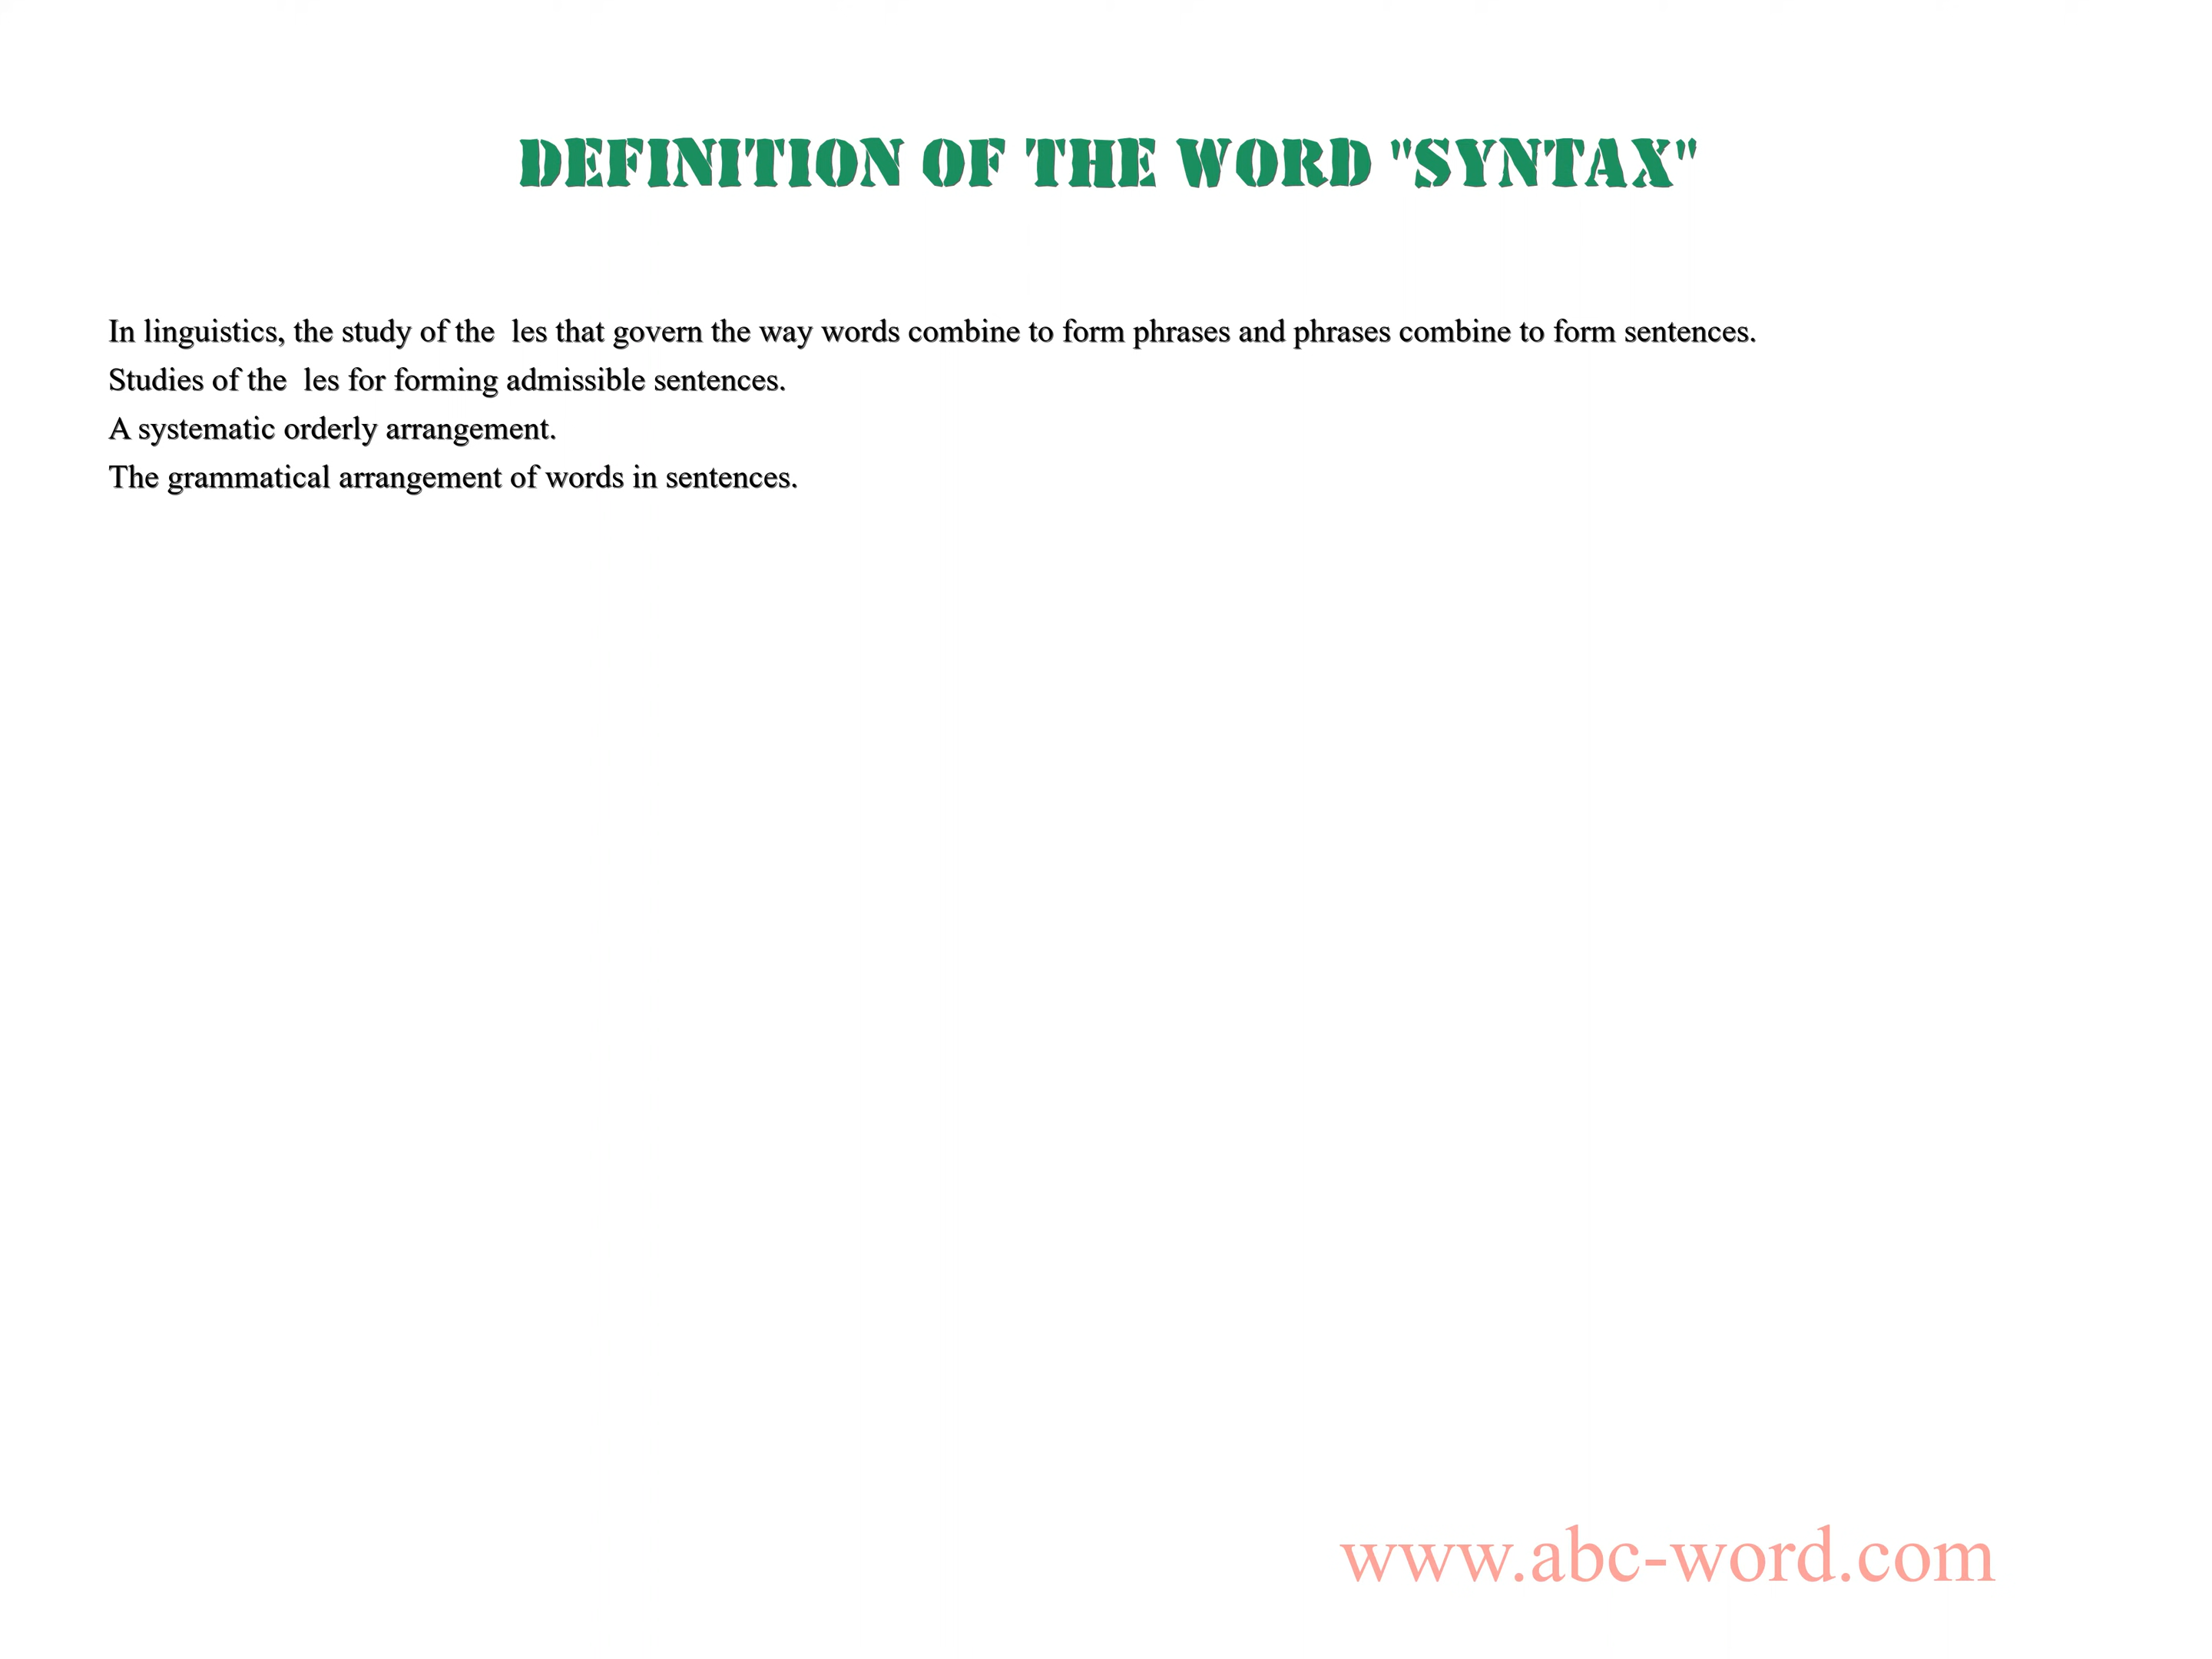 DEFINITION OF THE WORD "SYNTAX"
In linguistics, the study of the  les that govern the way words combine to form phrases and phrases combine to form sentences.
Studies of the  les for forming admissible sentences.
A systematic orderly arrangement.
The grammatical arrangement of words in sentences.
www.abc-word.com